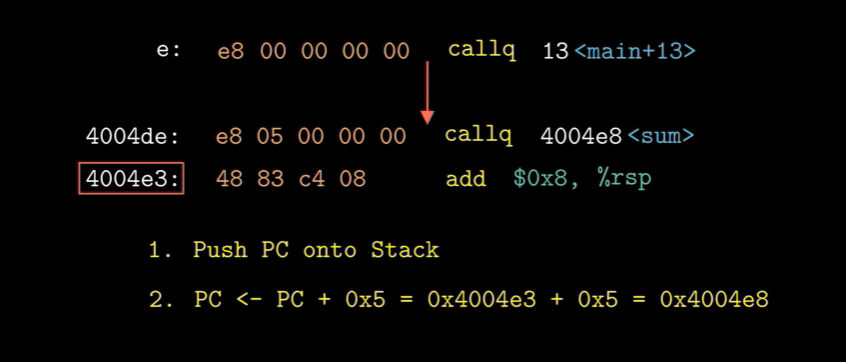 e: e8 00 00 00 00 callq 13 <main+13>
4004de: e8 05 00 00 00 callq 4004e8 <sum>
4004e3: 48 83 c4 08 add $0x8, %rsp
1. Push PC onto Stack
2. PC <- PC + 0x5 = 0x4004e3 + 0x5 = 0x4004e8